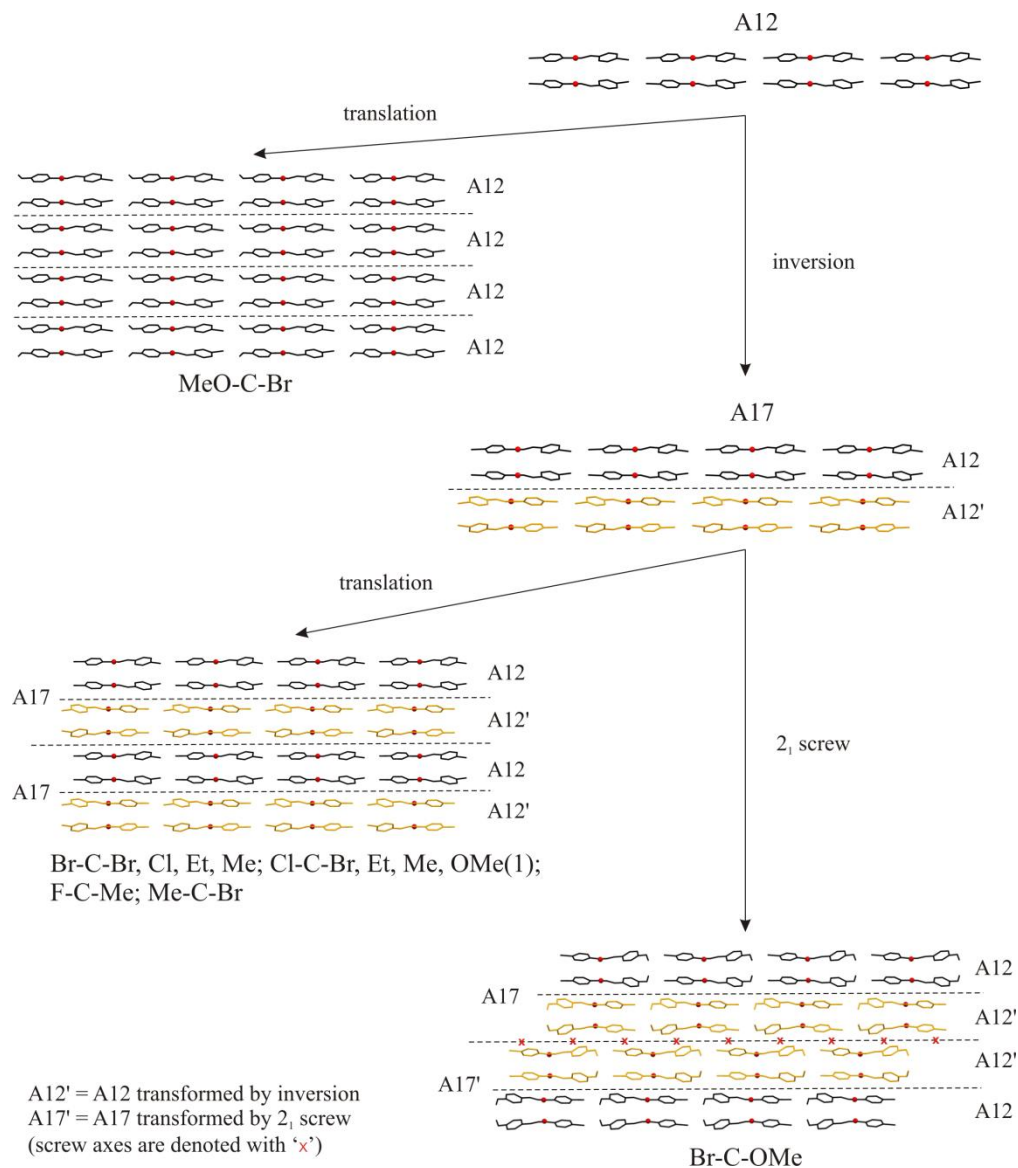 A12
translation
A12
A12
inversion
A12
A12
MeO-C-Br
A17
A12
A12'
translation
A12
A17
A12'
2₁ screw
A12
A17
A12'
Br-C-Br, Cl, Et, Me; Cl-C-Br, Et, Me, OMe(1);
F-C-Me; Me-C-Br
A12
A17
A12'
x x x x x x x x x
A12'
A17'
A12
A12' = A12 transformed by inversion
A17' = A17 transformed by 2₁ screw
(screw axes are denoted with ‘x’)
Br-C-OMe